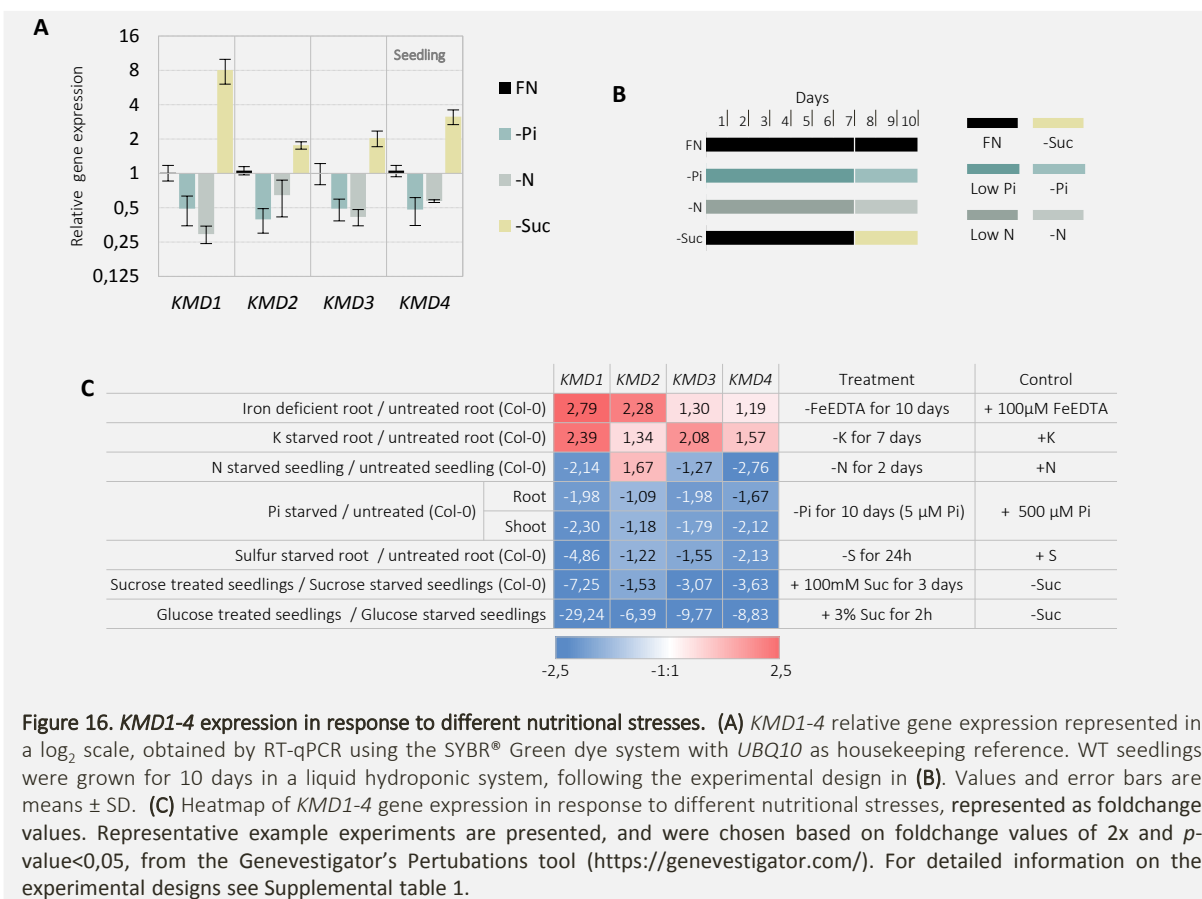 A
16
8
4
2
1
0,5
0,25
0,125
Relative gene expression
Seedling
KMD1 KMD2 KMD3 KMD4
FN
-Pi
-N
-Suc
B
Days
1 2 3 4 5 6 7 8 9 10
FN
-Pi
-N
-Suc
FN -Suc
Low Pi -Pi
Low N -N
C
KMD1 KMD2 KMD3 KMD4 Treatment Control
Iron deficient root / untreated root (Col-0) 2,79 2,28 1,30 1,19 -FeEDTA for 10 days + 100µM FeEDTA
K starved root / untreated root (Col-0) 2,39 1,34 2,08 1,57 -K for 7 days +K
N starved seedling / untreated seedling (Col-0) -2,14 1,67 -1,27 -2,76 -N for 2 days +N
Pi starved / untreated (Col-0) Root -1,98 -1,09 -1,98 -1,67 -Pi for 10 days (5 µM Pi) + 500 µM Pi
Shoot -2,30 -1,18 -1,79 -2,12
Sulfur starved root / untreated root (Col-0) -4,86 -1,22 -1,55 -2,13 -S for 24h + S
Sucrose treated seedlings / Sucrose starved seedlings (Col-0) -7,25 -1,53 -3,07 -3,63 + 100mM Suc for 3 days -Suc
Glucose treated seedlings / Glucose starved seedlings -29,24 -6,39 -9,77 -8,83 + 3% Suc for 2h -Suc
-2,5 -1:1 2,5
Figure 16. KMD1-4 expression in response to different nutritional stresses. (A) KMD1-4 relative gene expression represented in
a log2 scale, obtained by RT-qPCR using the SYBR® Green dye system with UBQ10 as housekeeping reference. WT seedlings
were grown for 10 days in a liquid hydroponic system, following the experimental design in (B). Values and error bars are
means ± SD. (C) Heatmap of KMD1-4 gene expression in response to different nutritional stresses, represented as foldchange
values. Representative example experiments are presented, and were chosen based on foldchange values of 2x and p-
value<0,05, from the Genevestigator's Pertubations tool (https://genevestigator.com/). For detailed information on the
experimental designs see Supplemental table 1.